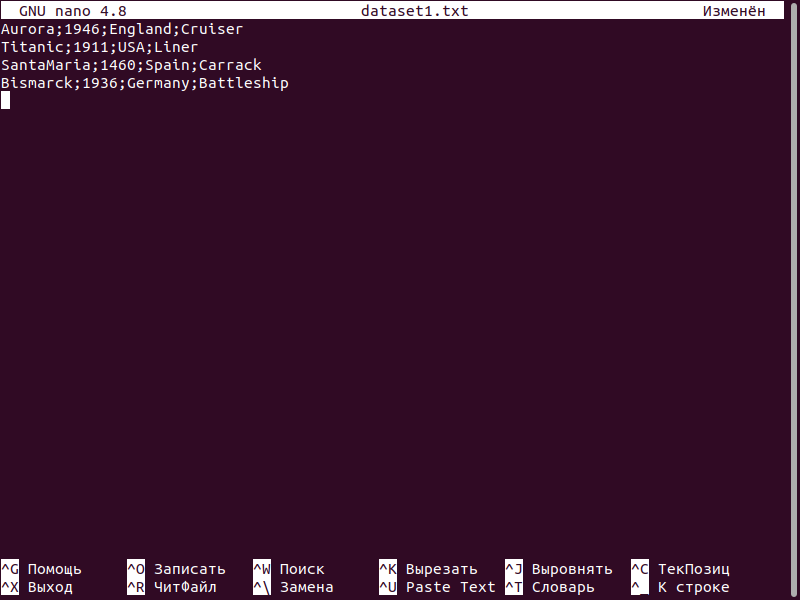 GNU nano 4.8 dataset1.txt Изменён
Aurora;1946;England;Cruiser
Titanic;1911;USA;Liner
SantaMaria;1460;Spain;Carrack
Bismarck;1936;Germany;Battleship
^G Помощь ^O Записать ^W Поиск ^K Вырезать ^J Выровнять ^C ТекПозиц
^X Выход ^R ЧитФайл ^\ Замена ^U Paste Text ^T Словарь ^_ К строке